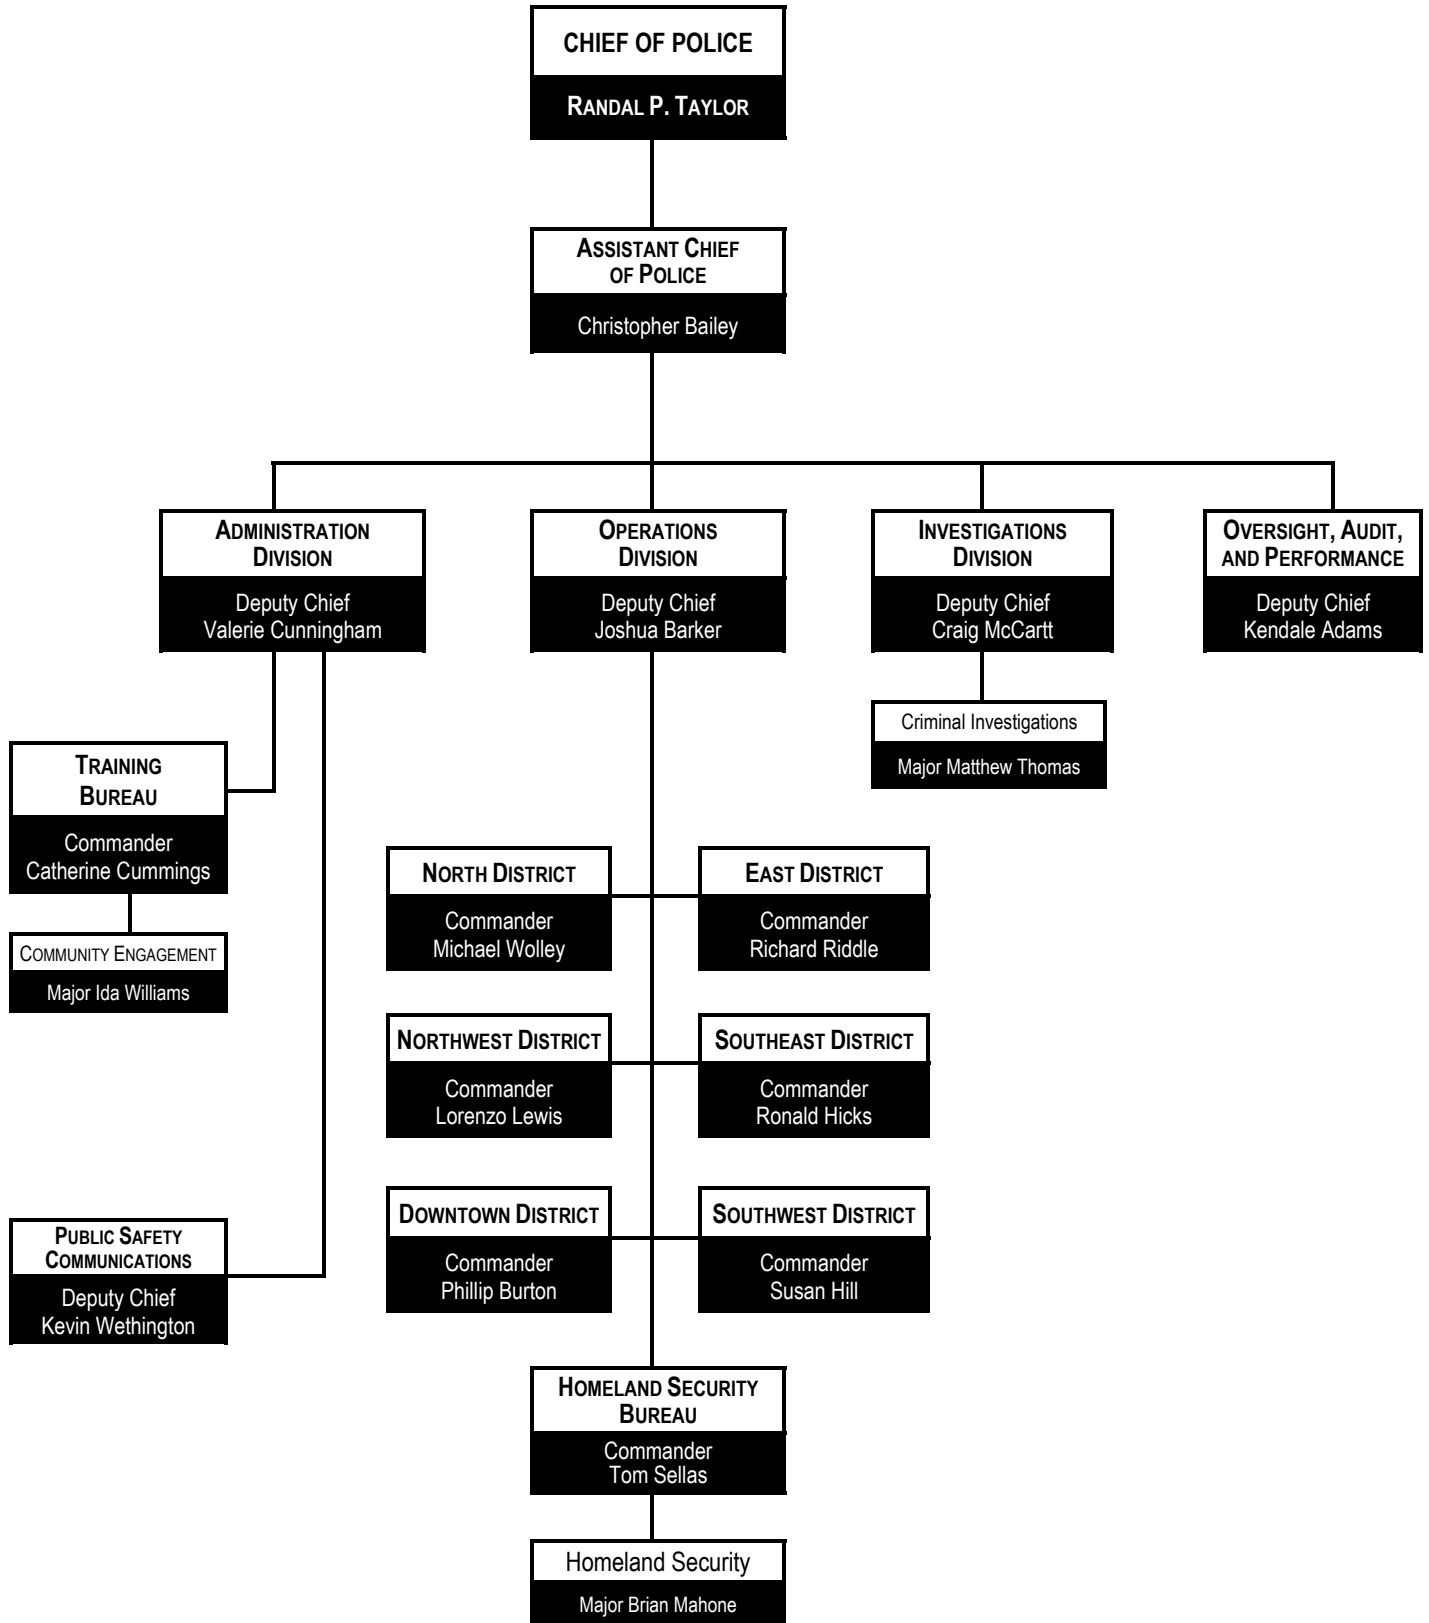 CHIEF OF POLICE
RANDAL P. TAYLOR
ASSISTANT CHIEF
OF POLICE
Christopher Bailey
ADMINISTRATION
DIVISION
Deputy Chief
Valerie Cunningham
OPERATIONS
DIVISION
Deputy Chief
Joshua Barker
INVESTIGATIONS
DIVISION
Deputy Chief
Craig McCartt
OVERSIGHT, AUDIT,
AND PERFORMANCE
Deputy Chief
Kendale Adams
Criminal Investigations
Major Matthew Thomas
TRAINING
BUREAU
Commander
Catherine Cummings
COMMUNITY ENGAGEMENT
Major Ida Williams
NORTH DISTRICT
Commander
Michael Wolley
EAST DISTRICT
Commander
Richard Riddle
NORTHWEST DISTRICT
Commander
Lorenzo Lewis
SOUTHEAST DISTRICT
Commander
Ronald Hicks
DOWNTOWN DISTRICT
Commander
Phillip Burton
SOUTHWEST DISTRICT
Commander
Susan Hill
PUBLIC SAFETY
COMMUNICATIONS
Deputy Chief
Kevin Wethington
HOMELAND SECURITY
BUREAU
Commander
Tom Sellas
Homeland Security
Major Brian Mahone